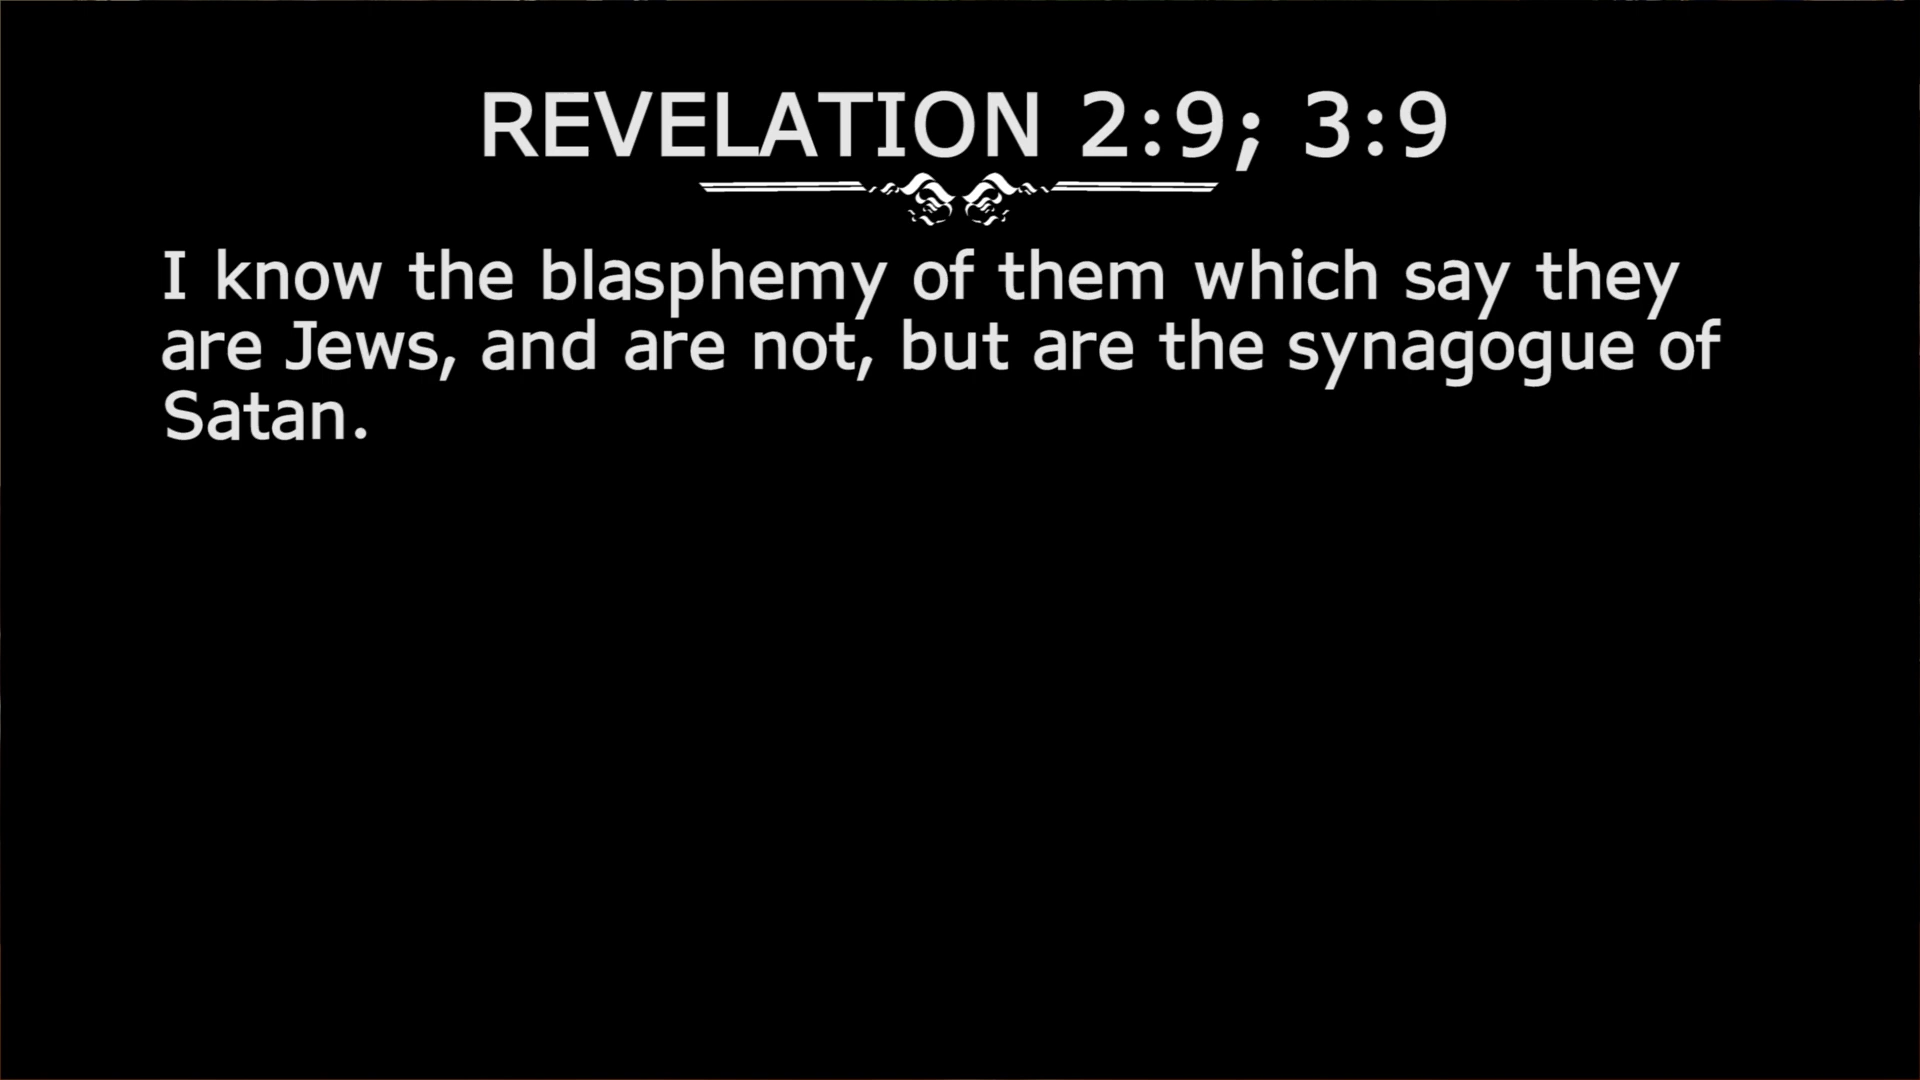 REVELATION 2:9; 3:9
I know the blasphemy of them which say they
are Jews, and are not, but are the synagogue of
Satan.